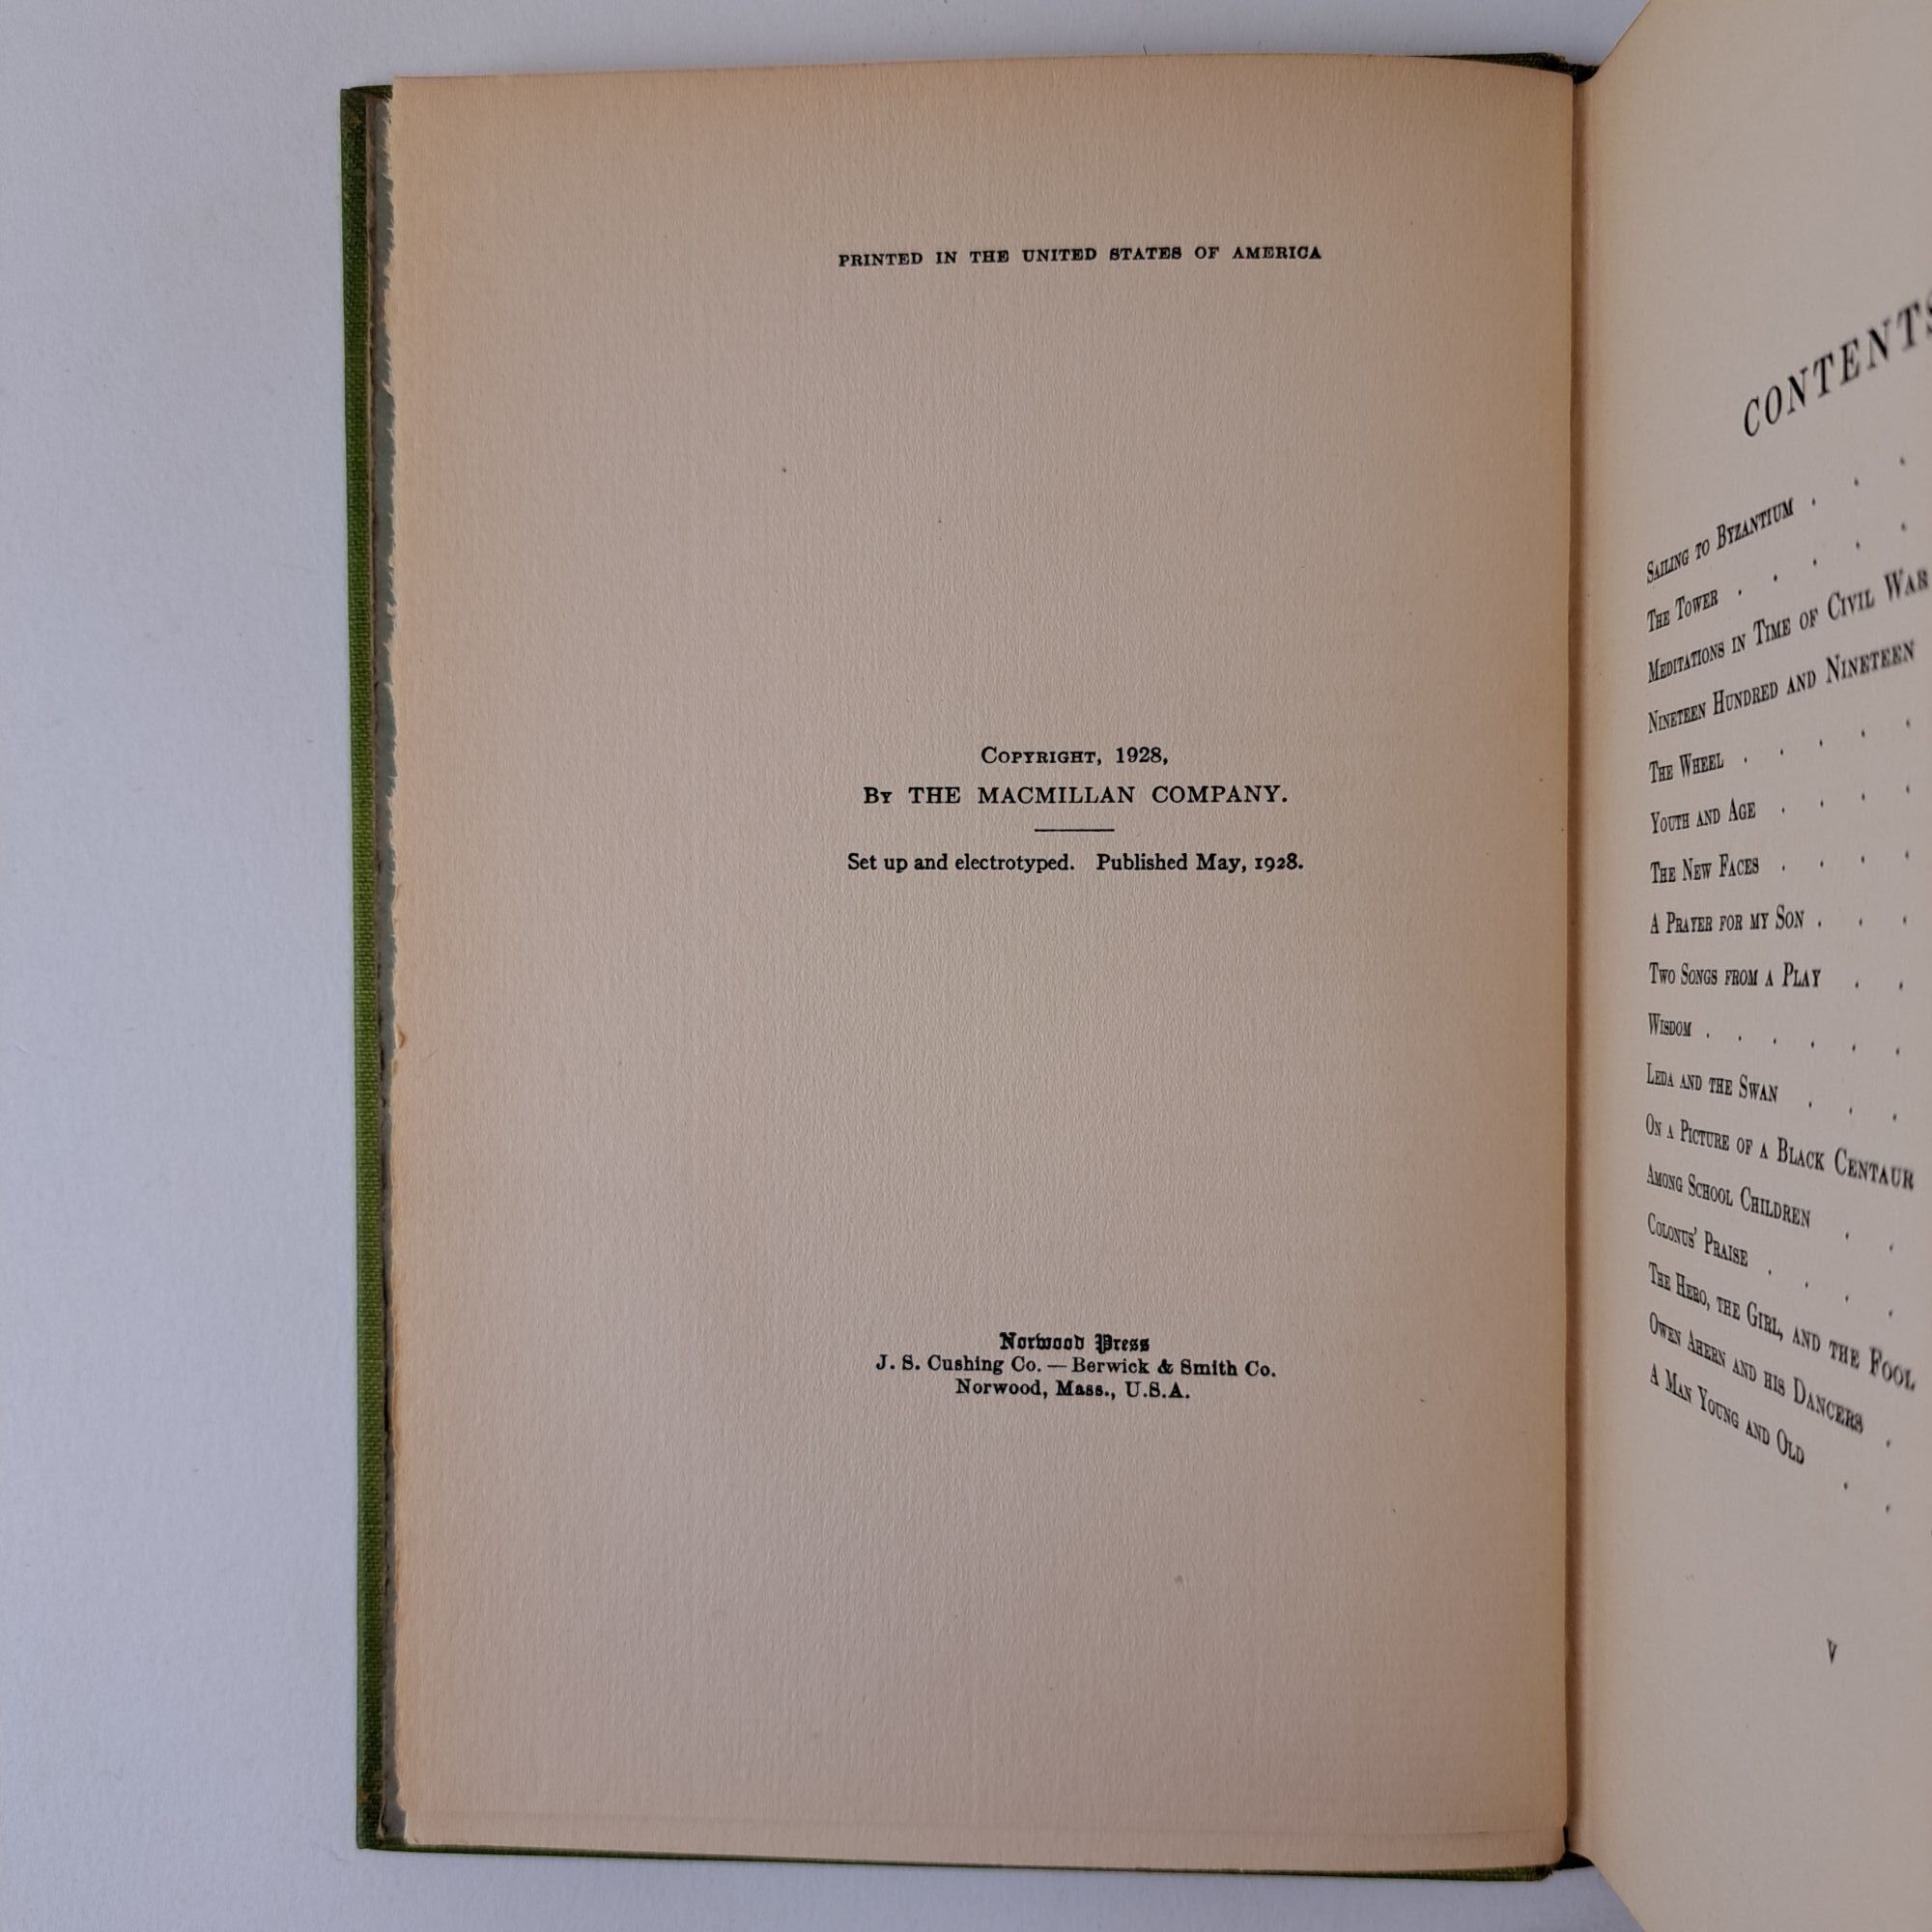 PRINTED IN THE UNITED STATES OF AMERICA
Copyright, 1928,
By THE MACMILLAN COMPANY.
Set up and electrotyped. Published May, 1928.
Norwood Press
J. S. Cushing Co. — Berwick & Smith Co.
Norwood, Mass., U.S.A.
CONTENTS
Sailing to Byzantium . . .
The Tower . . . . .
Meditations in Time of Civil War
Nineteen Hundred and Nineteen
The Wheel . . . . .
Youth and Age . . . .
The New Faces . . . .
A Prayer for my Son . . .
Two Songs from a Play . .
Wisdom . . . . . .
Leda and the Swan . . .
On a Picture of a Black Centaur
Among School Children . .
Colonus' Praise . . . .
The Hero, the Girl, and the Fool
Owen Ahern and his Dancers .
A Man Young and Old . .
v